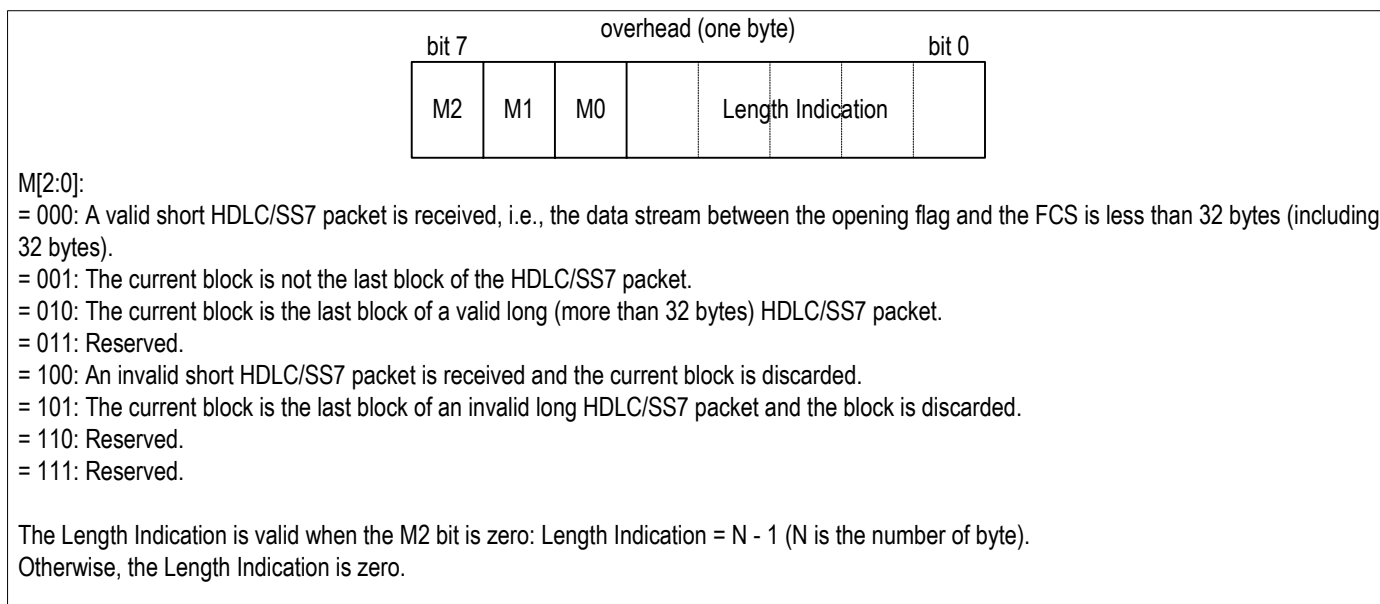 overhead (one byte)
bit 7 bit 0
M2 M1 M0 Length Indication
M[2:0]:
= 000: A valid short HDLC/SS7 packet is received, i.e., the data stream between the opening flag and the FCS is less than 32 bytes (including
32 bytes).
= 001: The current block is not the last block of the HDLC/SS7 packet.
= 010: The current block is the last block of a valid long (more than 32 bytes) HDLC/SS7 packet.
= 011: Reserved.
= 100: An invalid short HDLC/SS7 packet is received and the current block is discarded.
= 101: The current block is the last block of an invalid long HDLC/SS7 packet and the block is discarded.
= 110: Reserved.
= 111: Reserved.
The Length Indication is valid when the M2 bit is zero: Length Indication = N - 1 (N is the number of byte).
Otherwise, the Length Indication is zero.